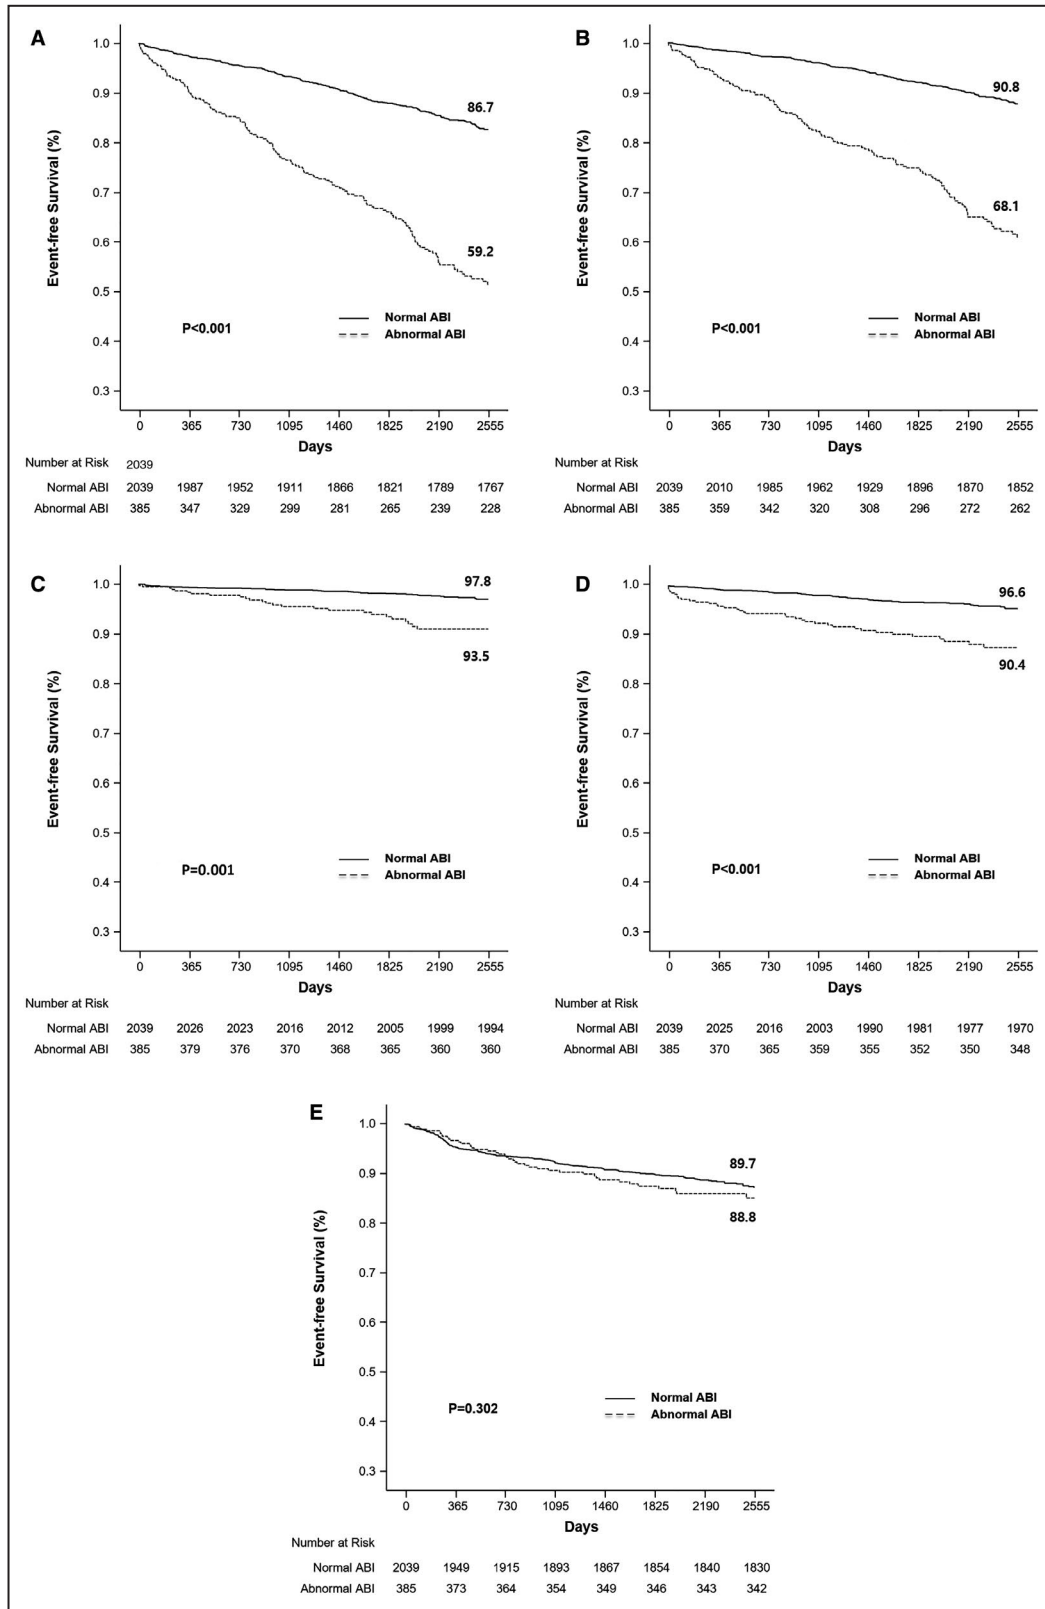 A
Event-free Survival (%)
1.0
0.9
0.8
0.7
0.6
0.5
0.4
0.3
86.7
59.2
P<0.001
Normal ABI
Abnormal ABI
0 365 730 1095 1460 1825 2190 2555
Days
Number at Risk 2039
Normal ABI 2039 1987 1952 1911 1866 1821 1789 1767
Abnormal ABI 385 347 329 299 281 265 239 228
B
Event-free Survival (%)
1.0
0.9
0.8
0.7
0.6
0.5
0.4
0.3
90.8
68.1
P<0.001
Normal ABI
Abnormal ABI
0 365 730 1095 1460 1825 2190 2555
Days
Normal ABI 2039 2010 1985 1962 1929 1896 1870 1852
Abnormal ABI 385 359 342 320 308 296 272 262
C
Event-free Survival (%)
1.0
0.9
0.8
0.7
0.6
0.5
0.4
0.3
97.8
93.5
P=0.001
Normal ABI
Abnormal ABI
0 365 730 1095 1460 1825 2190 2555
Days
Number at Risk
Normal ABI 2039 2026 2023 2016 2012 2005 1999 1994
Abnormal ABI 385 379 376 370 368 365 360 360
D
Event-free Survival (%)
1.0
0.9
0.8
0.7
0.6
0.5
0.4
0.3
96.6
90.4
P<0.001
Normal ABI
Abnormal ABI
0 365 730 1095 1460 1825 2190 2555
Days
Number at Risk
Normal ABI 2039 2025 2016 2003 1990 1981 1977 1970
Abnormal ABI 385 370 365 359 355 352 350 348
E
Event-free Survival (%)
1.0
0.9
0.8
0.7
0.6
0.5
0.4
0.3
89.7
88.8
P=0.302
Normal ABI
Abnormal ABI
0 365 730 1095 1460 1825 2190 2555
Days
Number at Risk
Normal ABI 2039 1949 1915 1893 1867 1854 1840 1830
Abnormal ABI 385 373 364 354 349 346 343 342